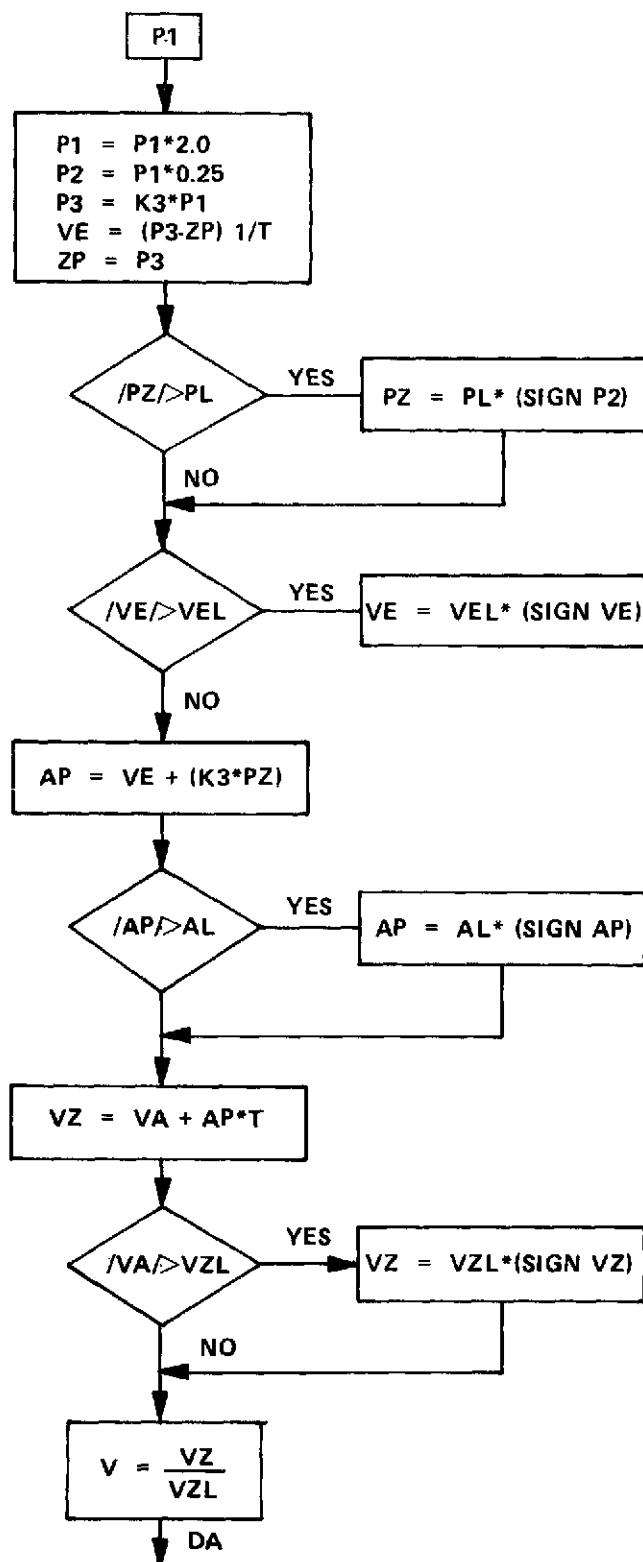 P1
P1 = P1*2.0
P2 = P1*0.25
P3 = K3*P1
VE = (P3-ZP) 1/T
ZP = P3
/PZ/>PL
YES
PZ = PL* (SIGN P2)
NO
/VE/>VEL
YES
VE = VEL* (SIGN VE)
NO
AP = VE + (K3*PZ)
/AP/>AL
YES
AP = AL* (SIGN AP)
VZ = VA + AP*T
/VA/>VZL
YES
VZ = VZL*(SIGN VZ)
NO
V = VZ
VZL
DA